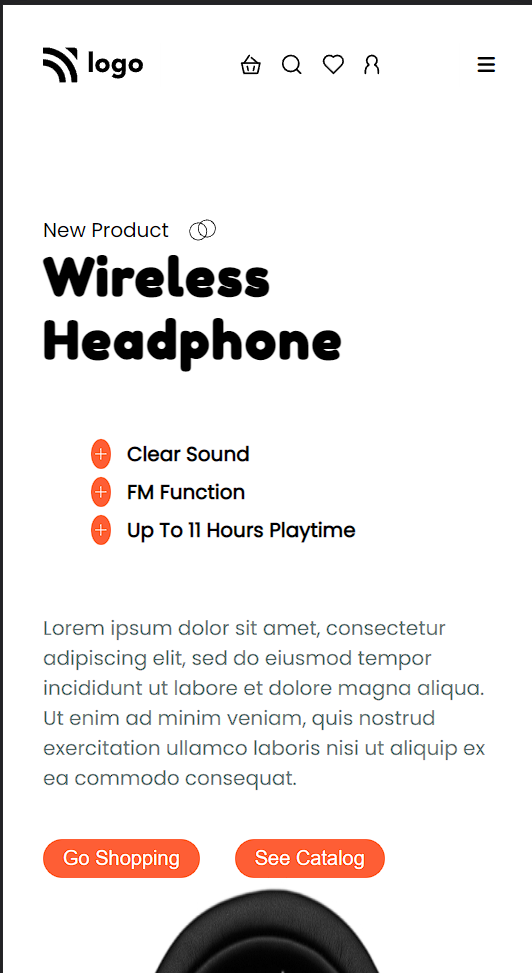 logo
New Product
Wireless
Headphone
Clear Sound
FM Function
Up To 11 Hours Playtime
Lorem ipsum dolor sit amet, consectetur
adipiscing elit, sed do eiusmod tempor
incididunt ut labore et dolore magna aliqua.
Ut enim ad minim veniam, quis nostrud
exercitation ullamco laboris nisi ut aliquip ex
ea commodo consequat.
Go Shopping
See Catalog